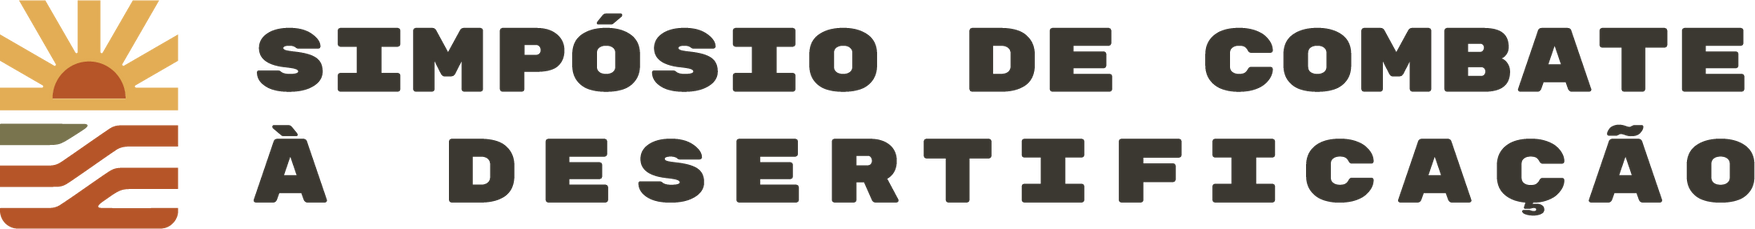 SIMPÓSIO DE COMBATE
À DESERTIFICAÇÃO